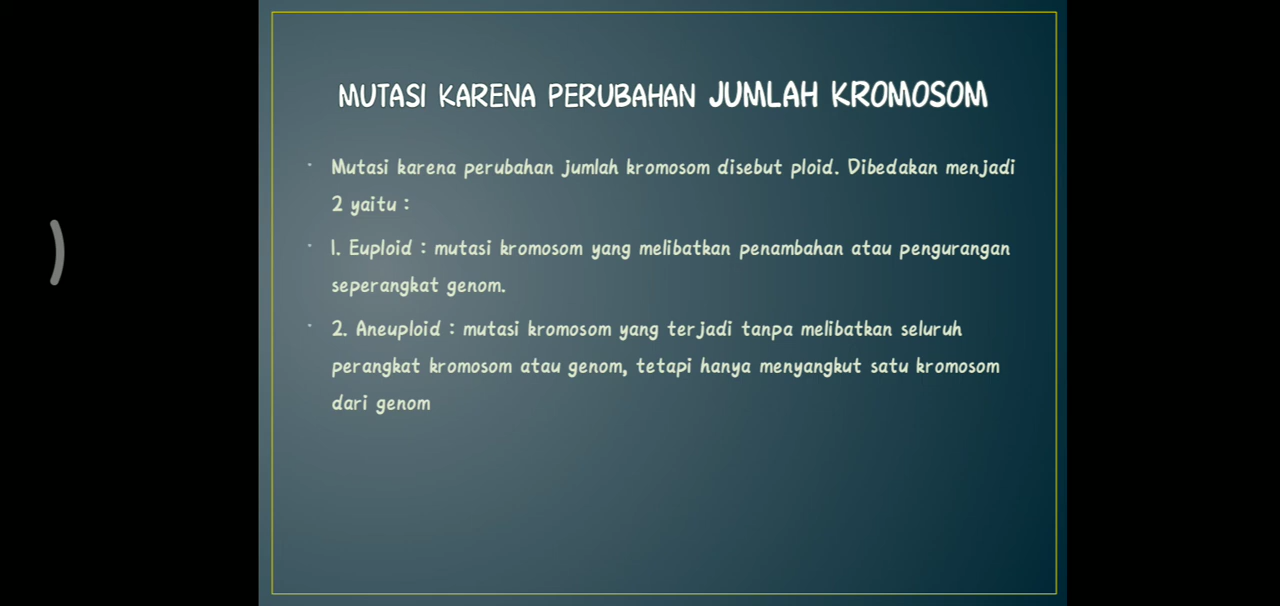 MUTASI KARENA PERUBAHAN JUMLAH KROMOSOM
• Mutasi karena perubahan jumlah kromosom disebut ploid. Dibedakan menjadi
2 yaitu :
• 1. Euploid : mutasi kromosom yang melibatkan penambahan atau pengurangan
seperangkat genom.
• 2. Aneuploid : mutasi kromosom yang terjadi tanpa melibatkan seluruh
perangkat kromosom atau genom, tetapi hanya menyangkut satu kromosom
dari genom